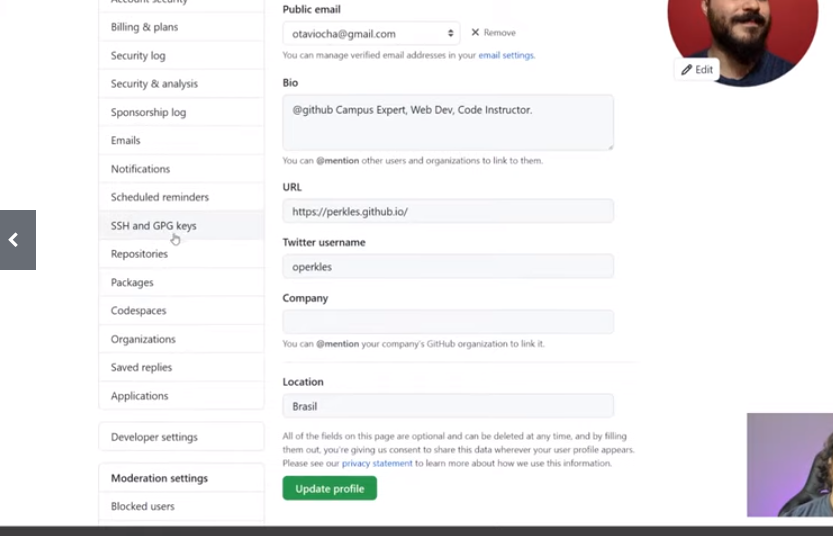 Account security
Billing & plans
Security log
Security & analysis
Sponsorship log
Emails
Notifications
Scheduled reminders
SSH and GPG keys
Repositories
Packages
Codespaces
Organizations
Saved replies
Applications
Developer settings
Moderation settings
Blocked users
Public email
otaviocha@gmail.com
Remove
You can manage verified email addresses in your email settings.
Bio
@github Campus Expert, Web Dev, Code Instructor.
You can @mention other users and organizations to link to them.
URL
https://perkles.github.io/
Twitter username
operkles
Company
You can @mention your company's GitHub organization to link it.
Location
Brasil
All of the fields on this page are optional and can be deleted at any time, and by filling
them out, you're giving us consent to share this data wherever your user profile appears.
Please see our privacy statement to learn more about how we use this information.
Update profile
Edit